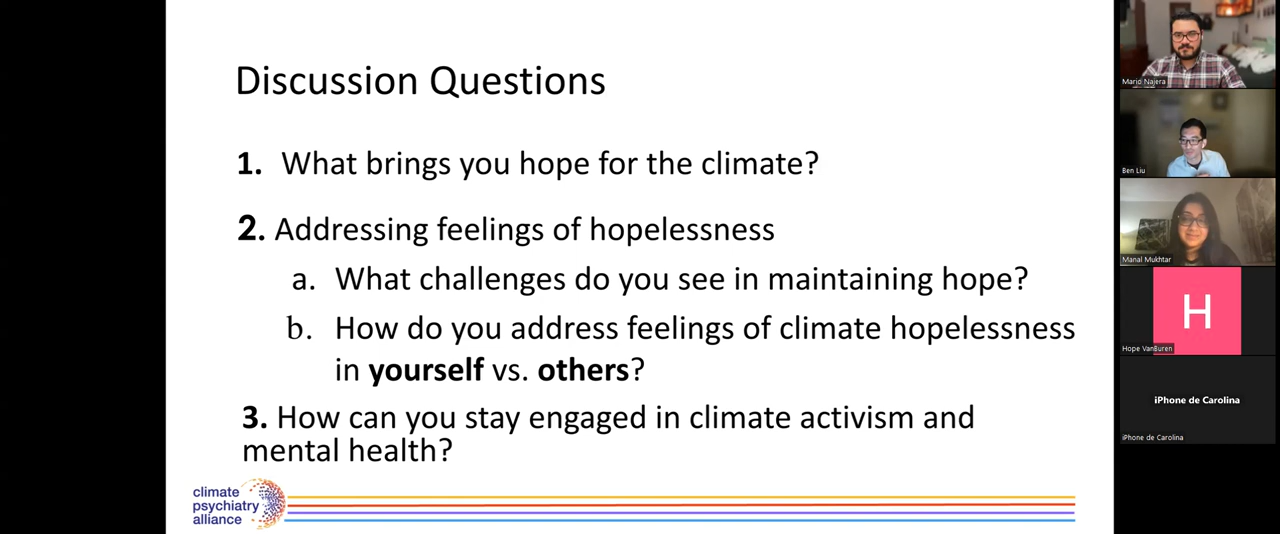 Discussion Questions
1. What brings you hope for the climate?
2. Addressing feelings of hopelessness
a. What challenges do you see in maintaining hope?
b. How do you address feelings of climate hopelessness
in yourself vs. others?
3. How can you stay engaged in climate activism and
mental health?
climate
psychiatry
alliance
Mario Najera
Ben Liu
Manal Mukhtar
H
Hope VanBuren
iPhone de Carolina
iPhone de Carolina